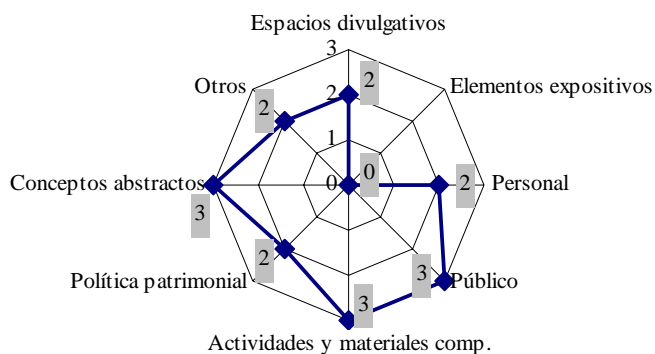 Espacios divulgativos
3
2
Otros
2
2
Elementos expositivos
1
Conceptos abstractos
0
0
2
Personal
3
2
3
Público
Política patrimonial
3
Actividades y materiales comp.